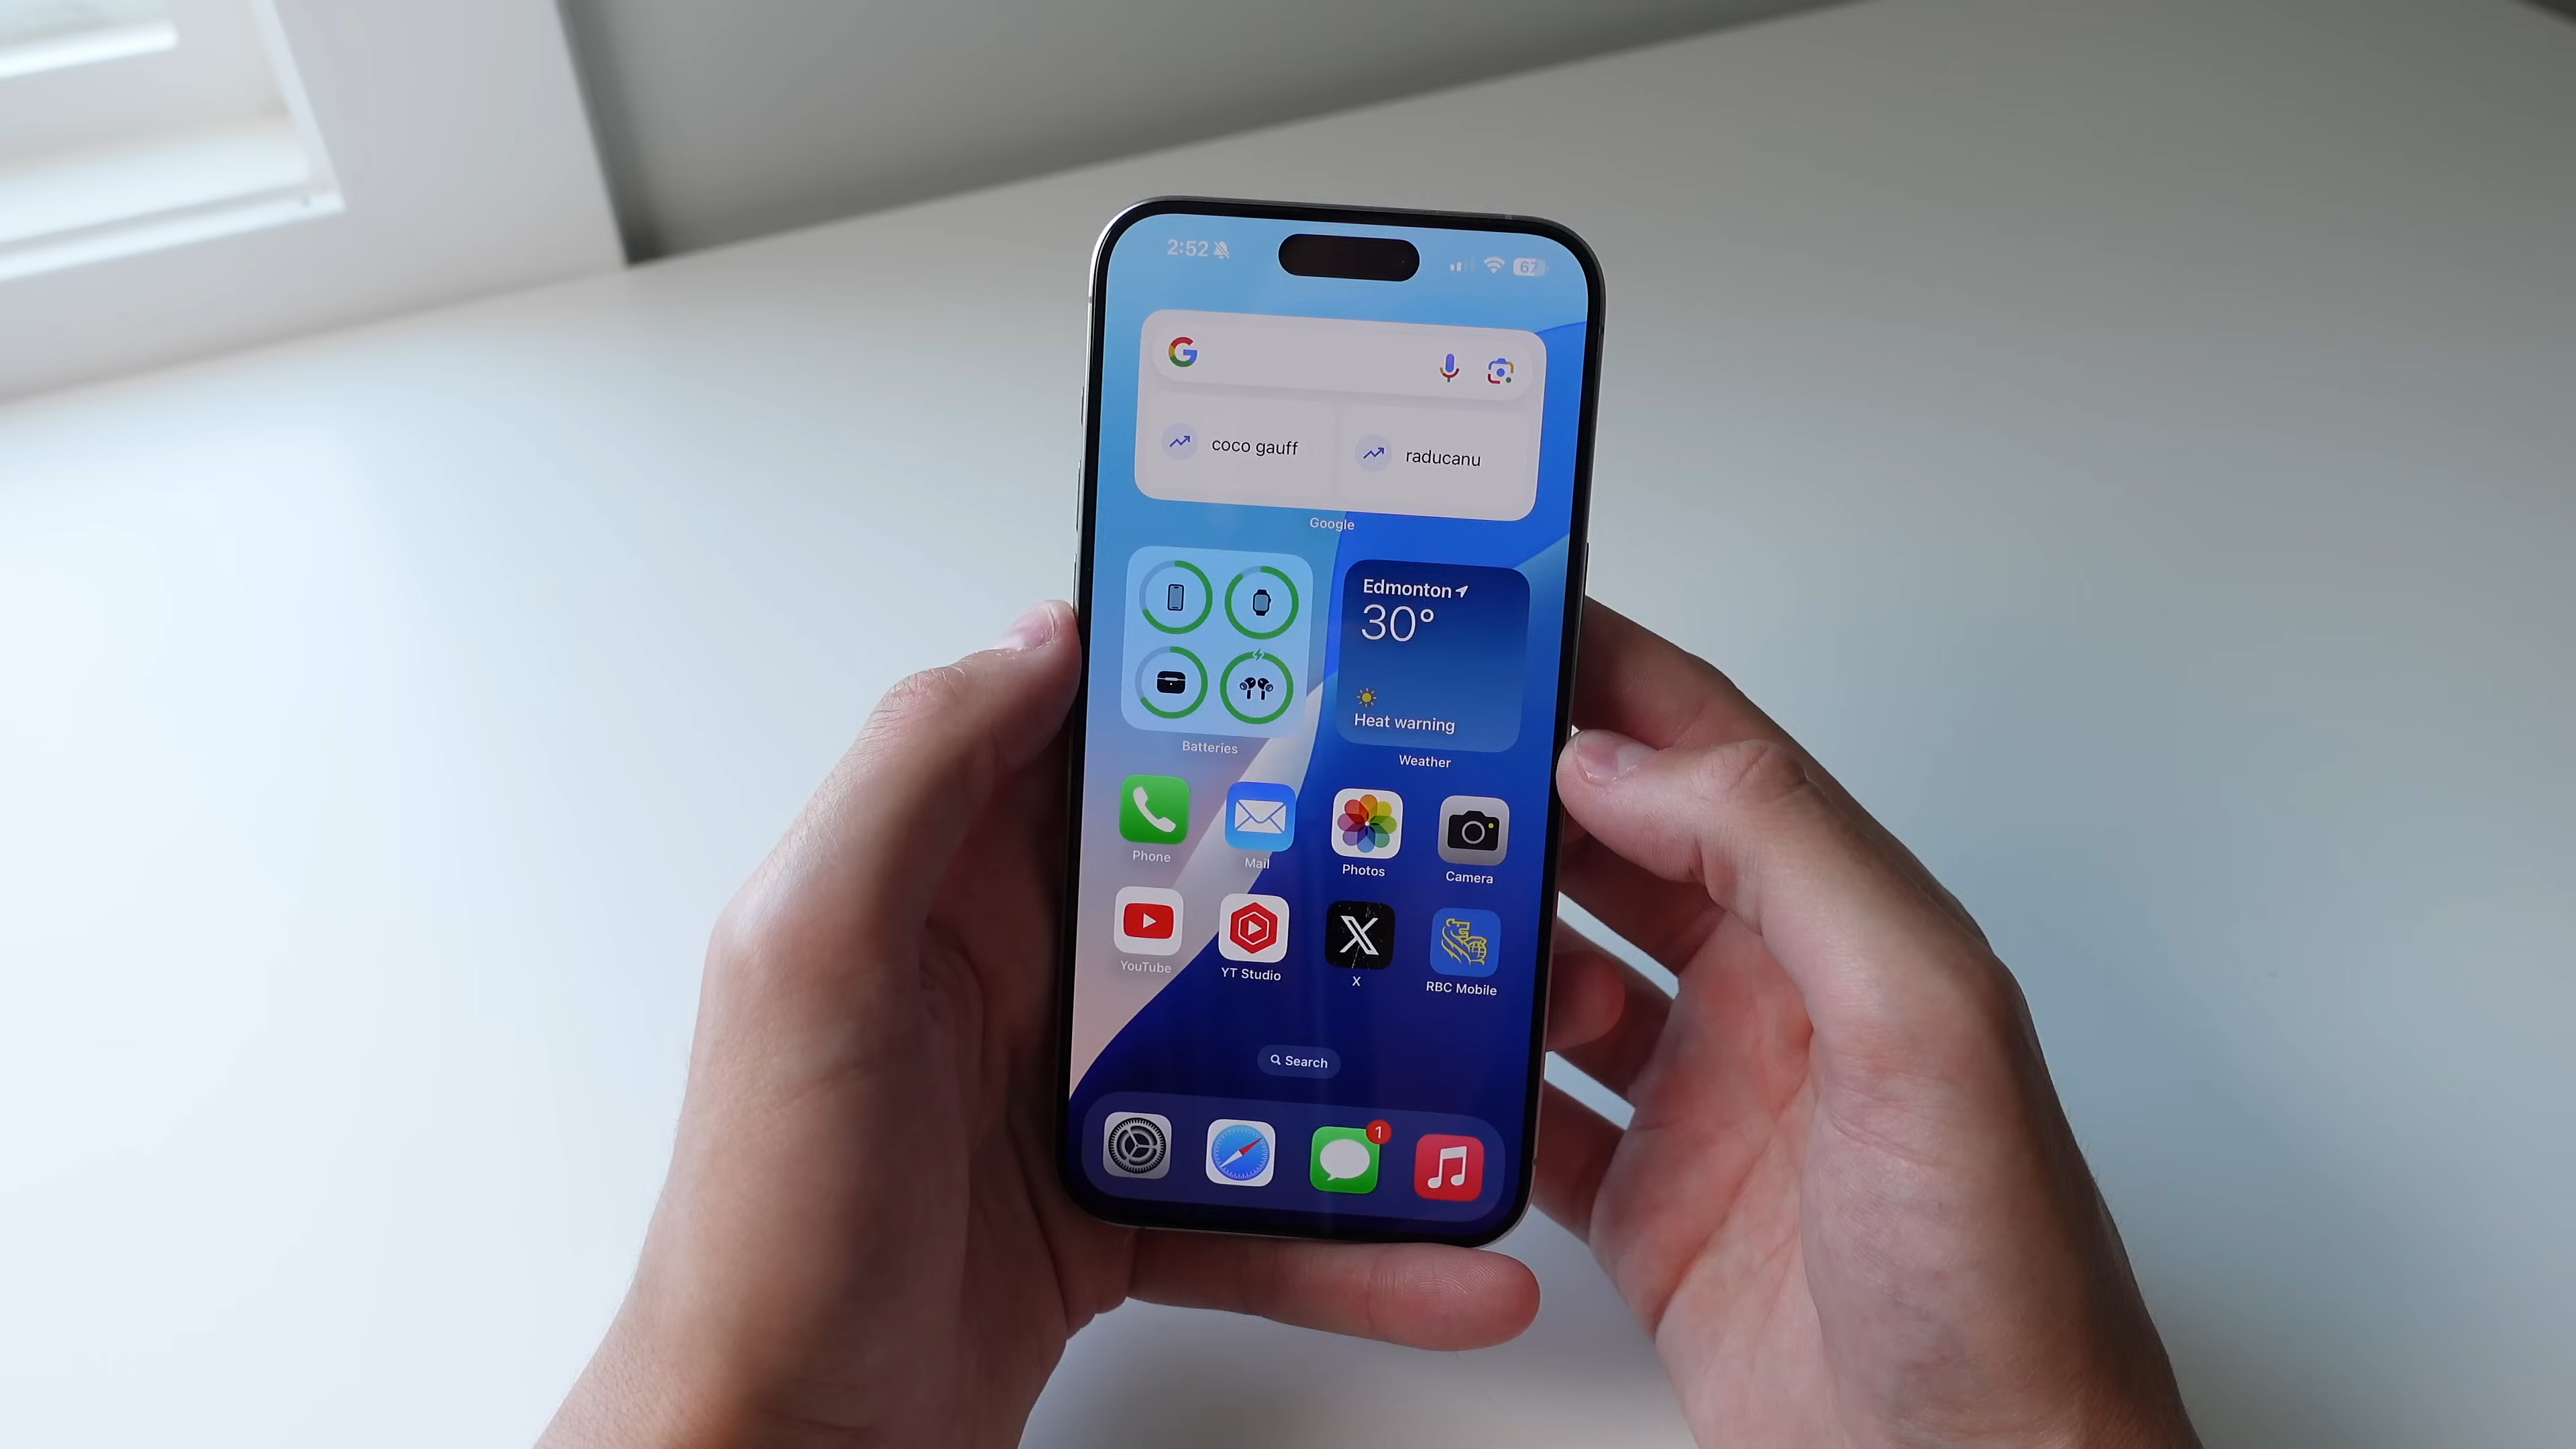 2:52
67
coco gauff
raducanu
Google
Edmonton
30°
Heat warning
Batteries
Weather
Phone
Mail
Photos
Camera
YouTube
YT Studio
X
RBC Mobile
Search
1